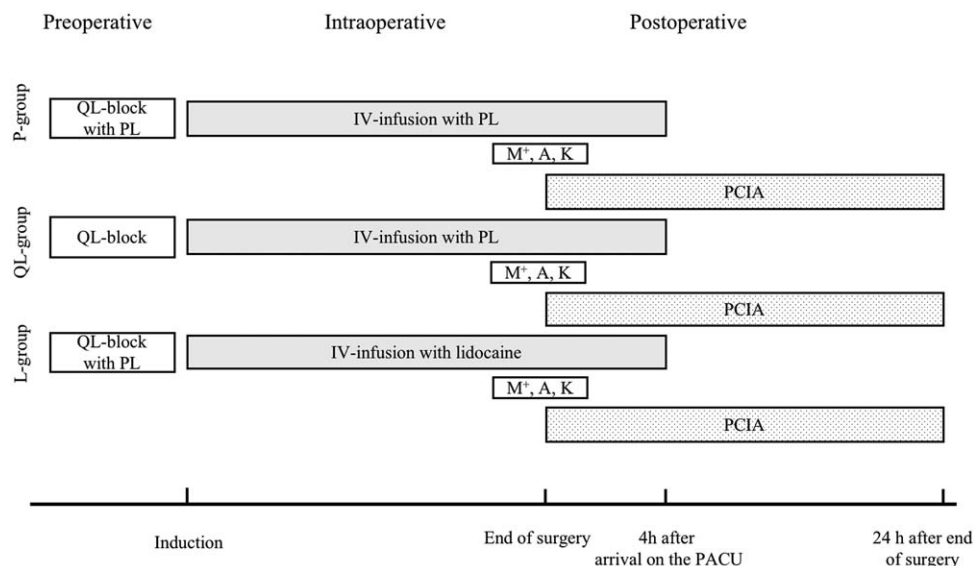 Preoperative
Intraoperative
Postoperative
P-group
QL-block
with PL
IV-infusion with PL
M⁺, A, K
PCIA
QL-group
QL-block
IV-infusion with PL
M⁺, A, K
PCIA
L-group
QL-block
with PL
IV-infusion with lidocaine
M⁺, A, K
PCIA
Induction
End of surgery
4h after
arrival on the PACU
24 h after end
of surgery